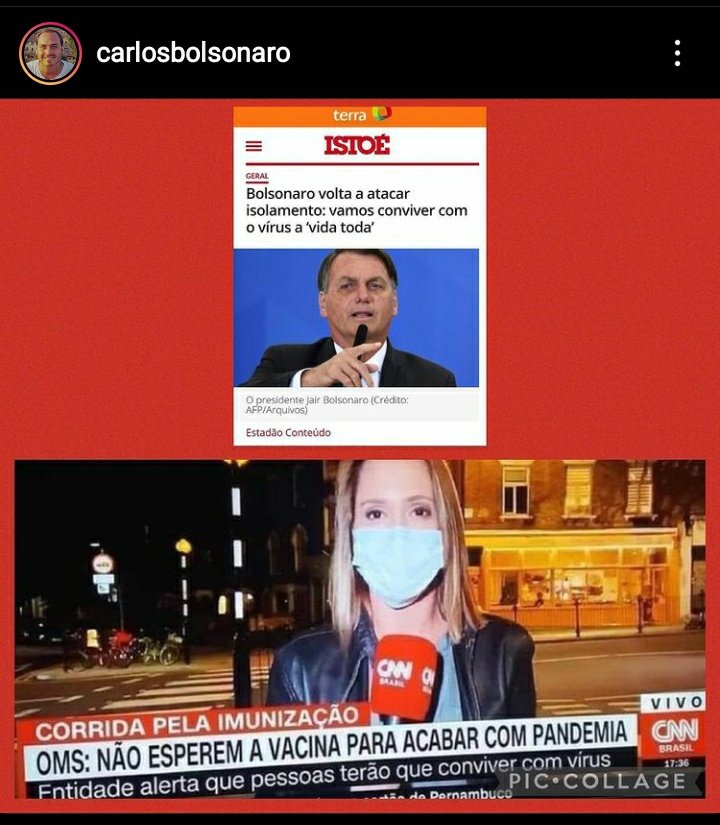 carlosbolsonaro
terra
ISTOÉ
GERAL
Bolsonaro volta a atacar
isolamento: vamos conviver com
o vírus a ‘vida toda’
O presidente Jair Bolsonaro (Crédito:
AFP/Arquivos)
Estadão Conteúdo
CNN
BRASIL
CNN
VIVO
CORRIDA PELA IMUNIZAÇÃO
OMS: NÃO ESPEREM A VACINA PARA ACABAR COM PANDEMIA
CNN
BRASIL
17:36
Entidade alerta que pessoas terão que conviver com vírus
de Pernambuco
PIC•COLLAGE